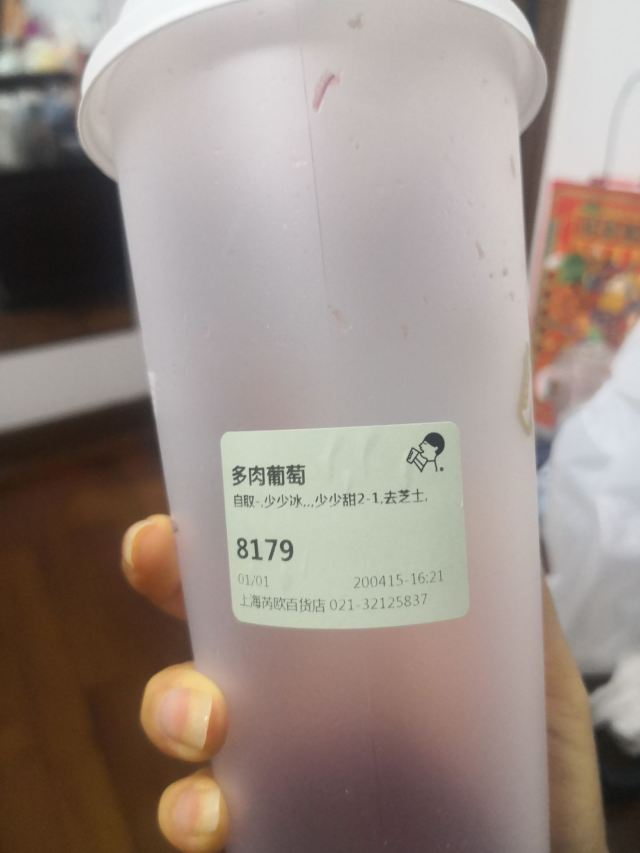 多肉葡萄
自取-,少少冰,,,少少甜2-1,去芝士,
8179
01/01 200415-16:21
上海芮欧百货店 021-32125837